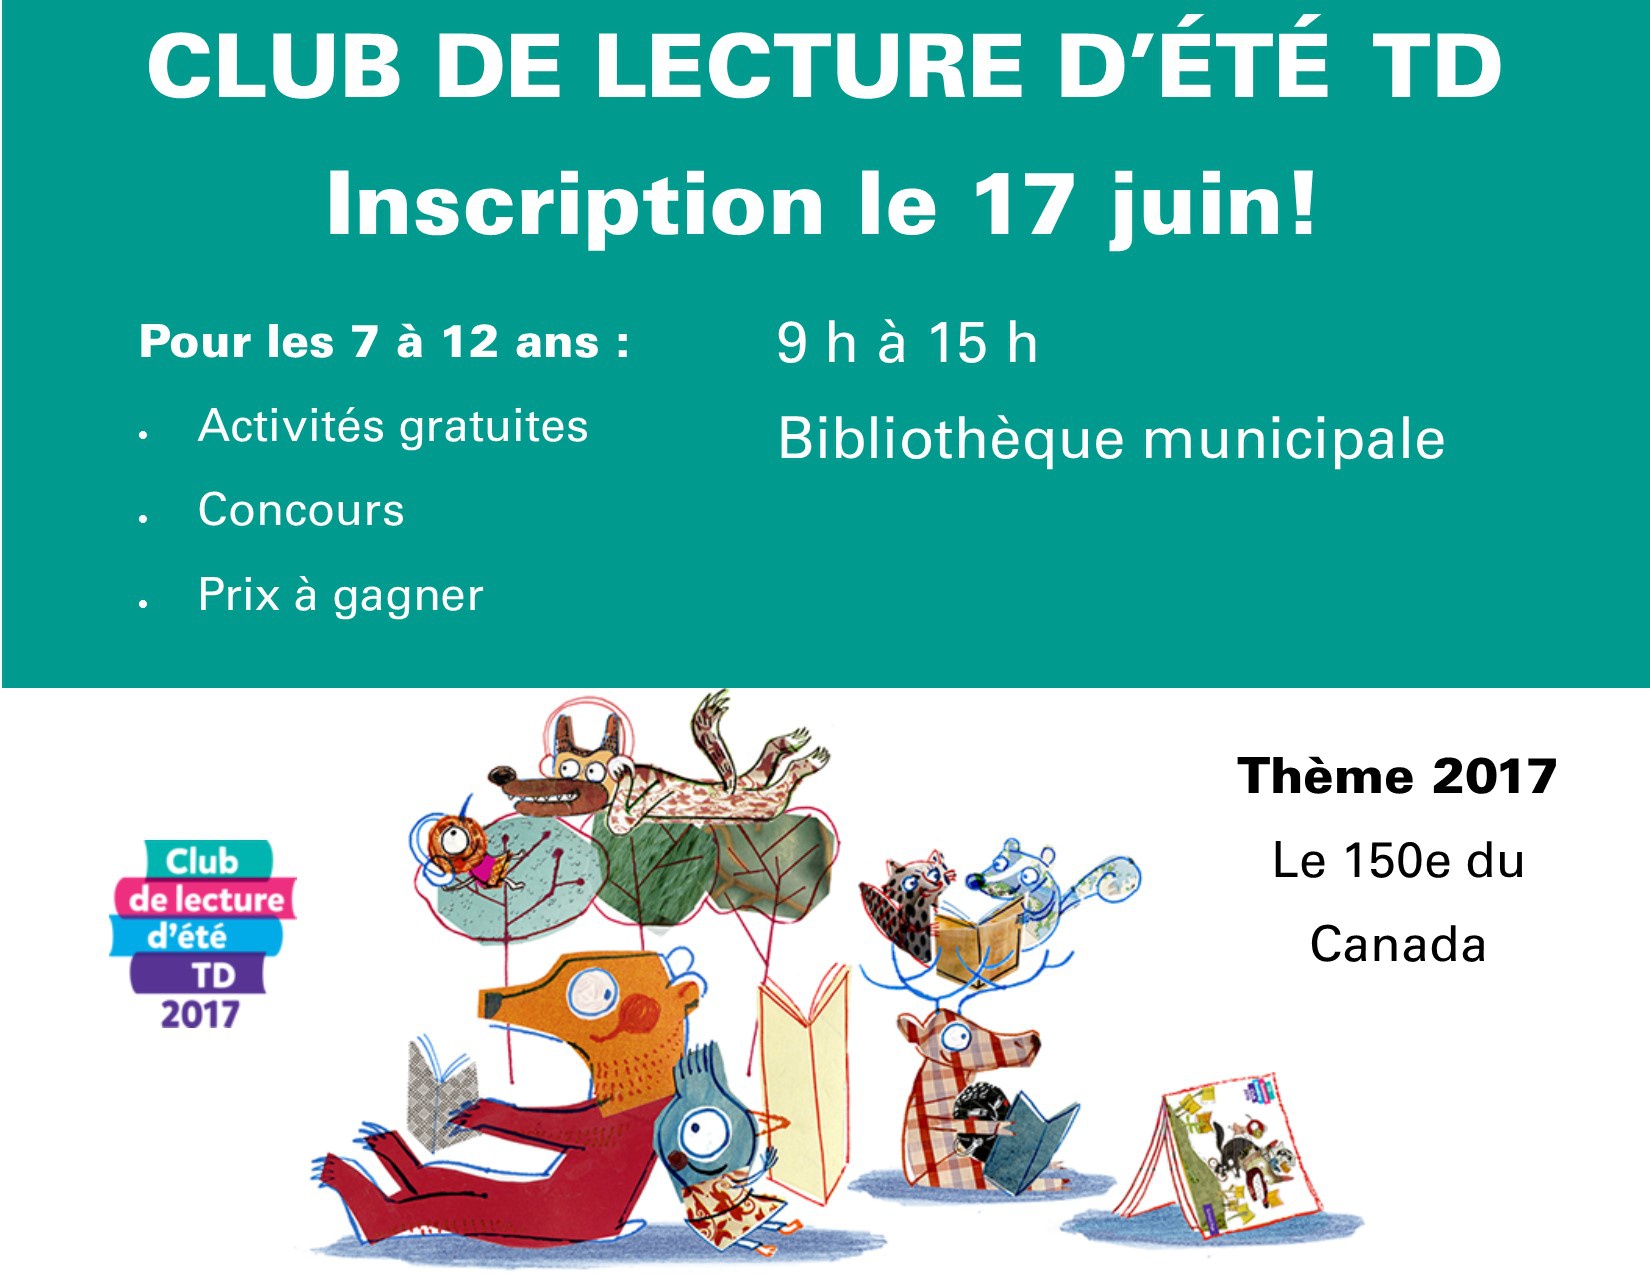 CLUB DE LECTURE D'ÉTÉ TD
Inscription le 17 juin!
Pour les 7 à 12 ans :
• Activités gratuites
• Concours
• Prix à gagner
9 h à 15 h
Bibliothèque municipale
Thème 2017
Le 150e du
Canada
Club
de lecture
d'été
TD
2017